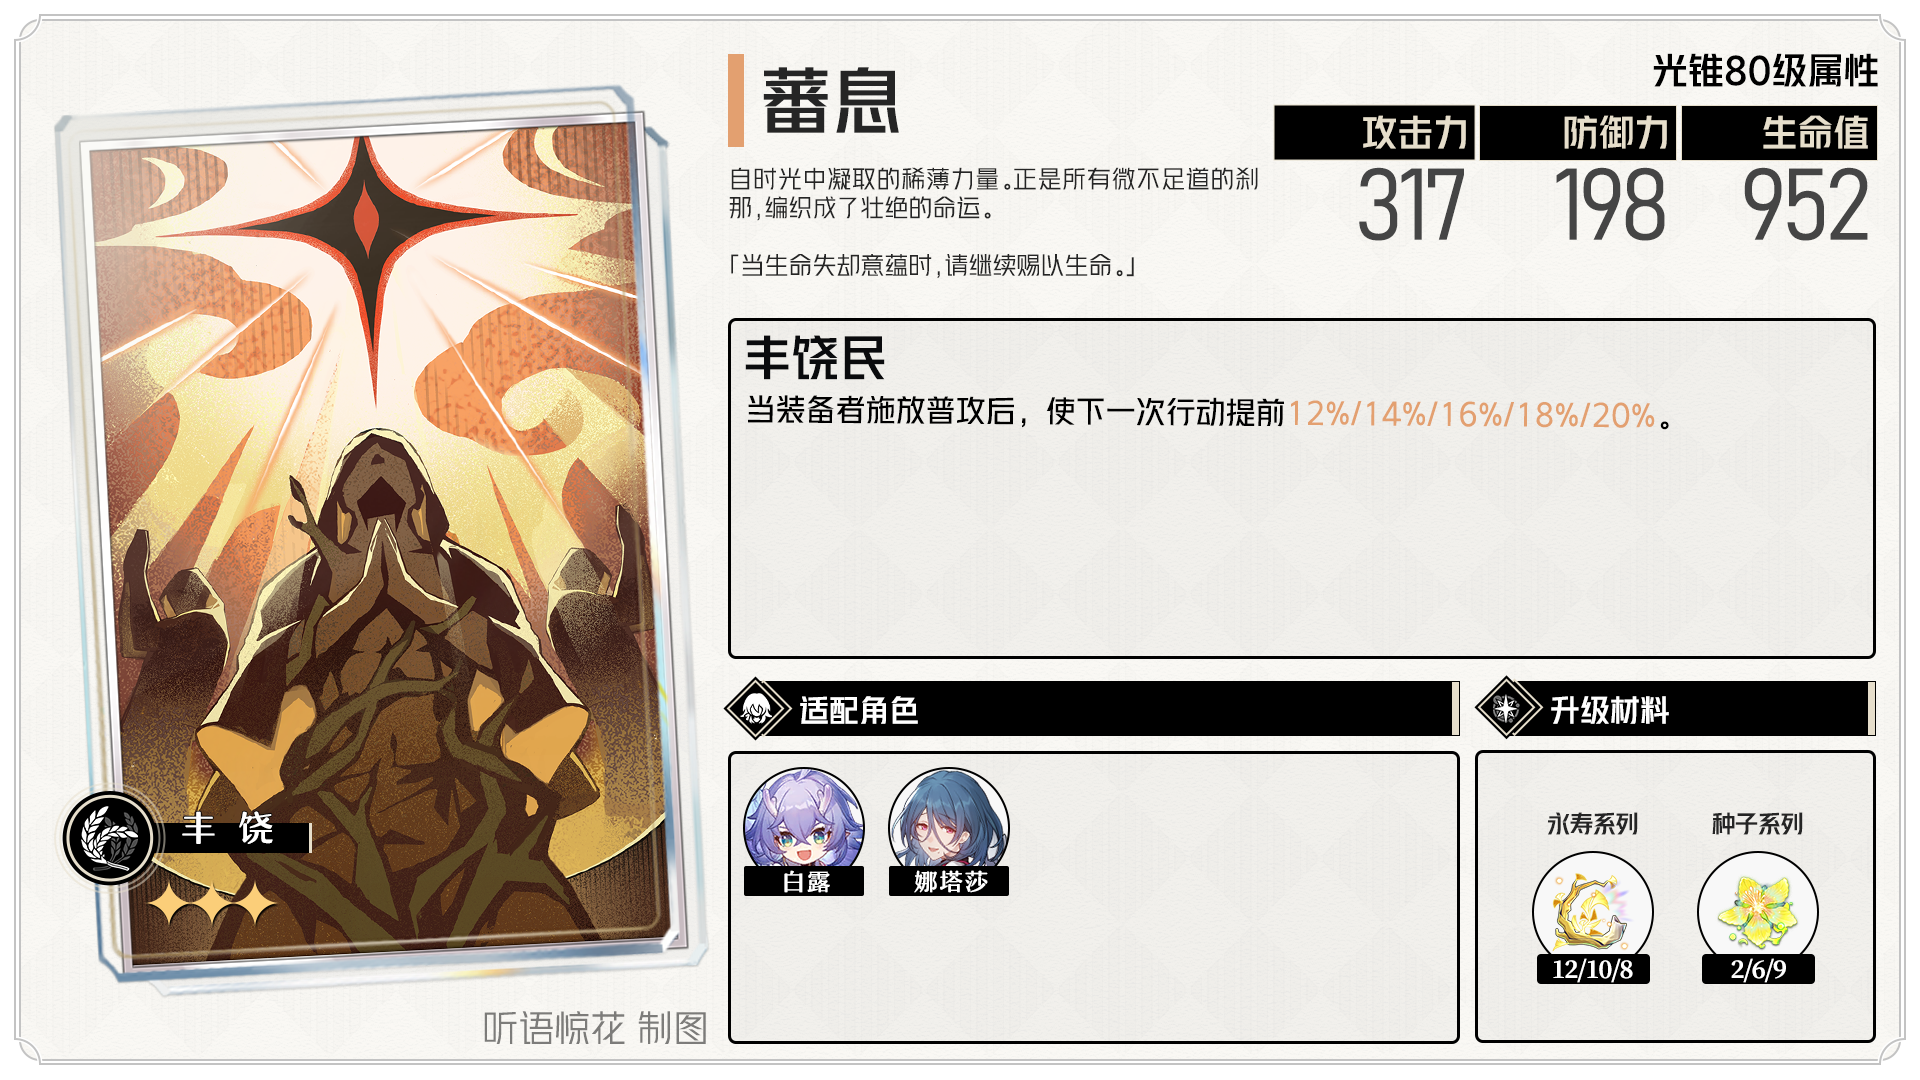 蕃息
自时光中凝取的稀薄力量。正是所有微不足道的刹
那，编织成了壮绝的命运。
「当生命失却意蕴时，请继续赐以生命。」
光锥80级属性
攻击力 防御力 生命值
317 198 952
丰饶民
当装备者施放普攻后，使下一次行动提前12%/14%/16%/18%/20%。
丰饶
适配角色
白露 娜塔莎
升级材料
永寿系列 种子系列
12/10/8 2/6/9
听语惊花 制图